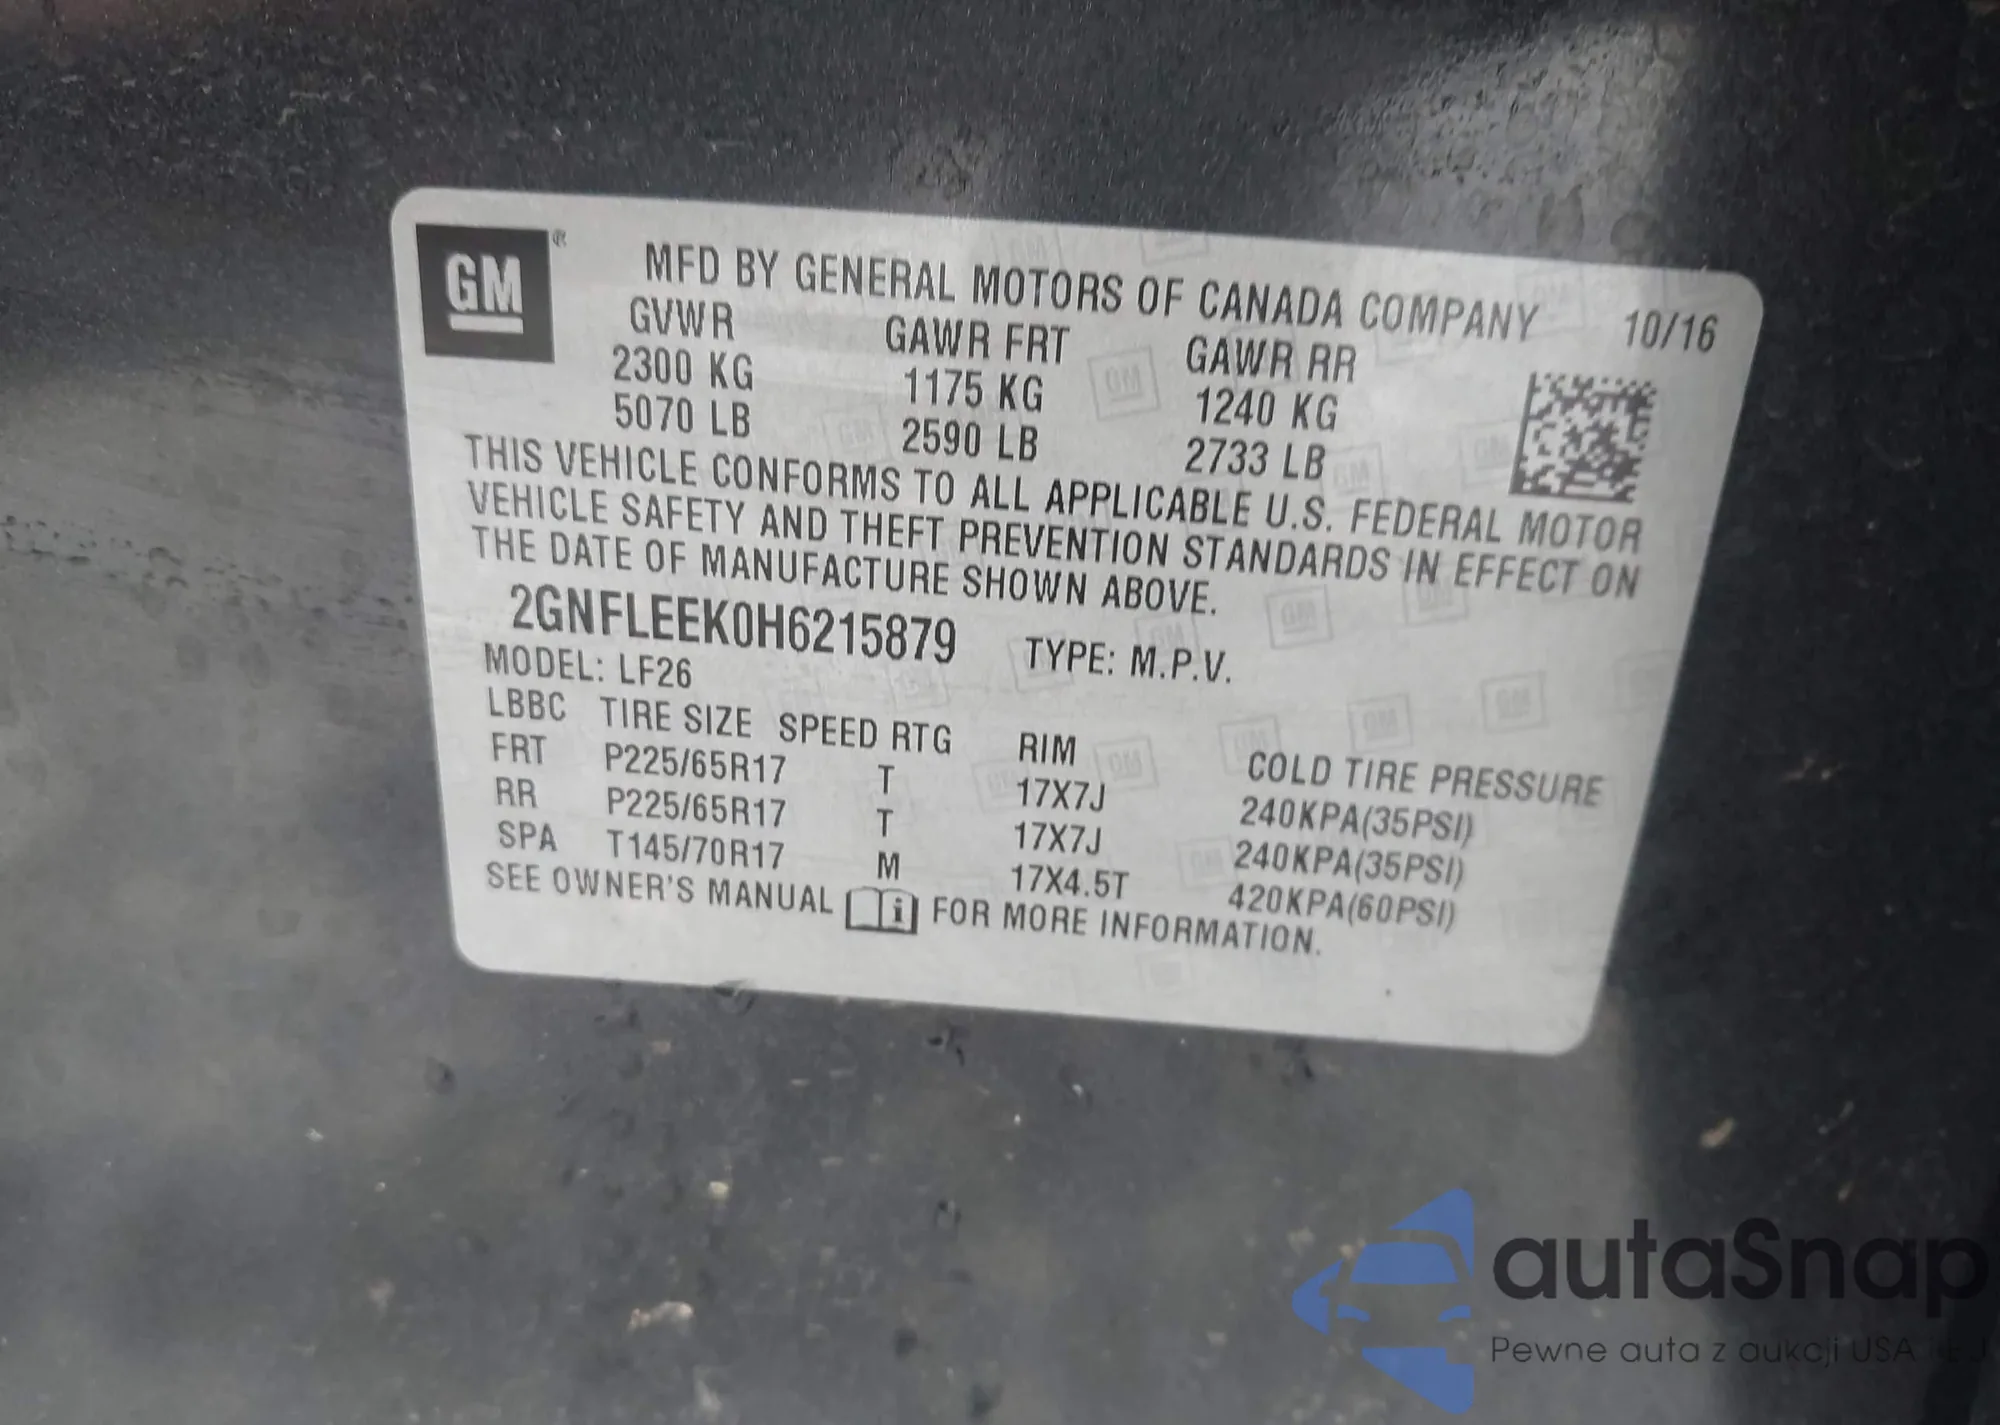 GM ®
MFD BY GENERAL MOTORS OF CANADA COMPANY 10/16
GVWR GAWR FRT GAWR RR
2300 KG 1175 KG 1240 KG
5070 LB 2590 LB 2733 LB
THIS VEHICLE CONFORMS TO ALL APPLICABLE U.S. FEDERAL MOTOR
VEHICLE SAFETY AND THEFT PREVENTION STANDARDS IN EFFECT ON
THE DATE OF MANUFACTURE SHOWN ABOVE.
2GNFLEEK0H6215879 TYPE: M.P.V.
MODEL: LF26
LBBC TIRE SIZE SPEED RTG RIM COLD TIRE PRESSURE
FRT P225/65R17 T 17X7J 240KPA(35PSI)
RR P225/65R17 T 17X7J 240KPA(35PSI)
SPA T145/70R17 M 17X4.5T 420KPA(60PSI)
SEE OWNER'S MANUAL i FOR MORE INFORMATION.
autaSnap
Pewne auta z aukcji USA